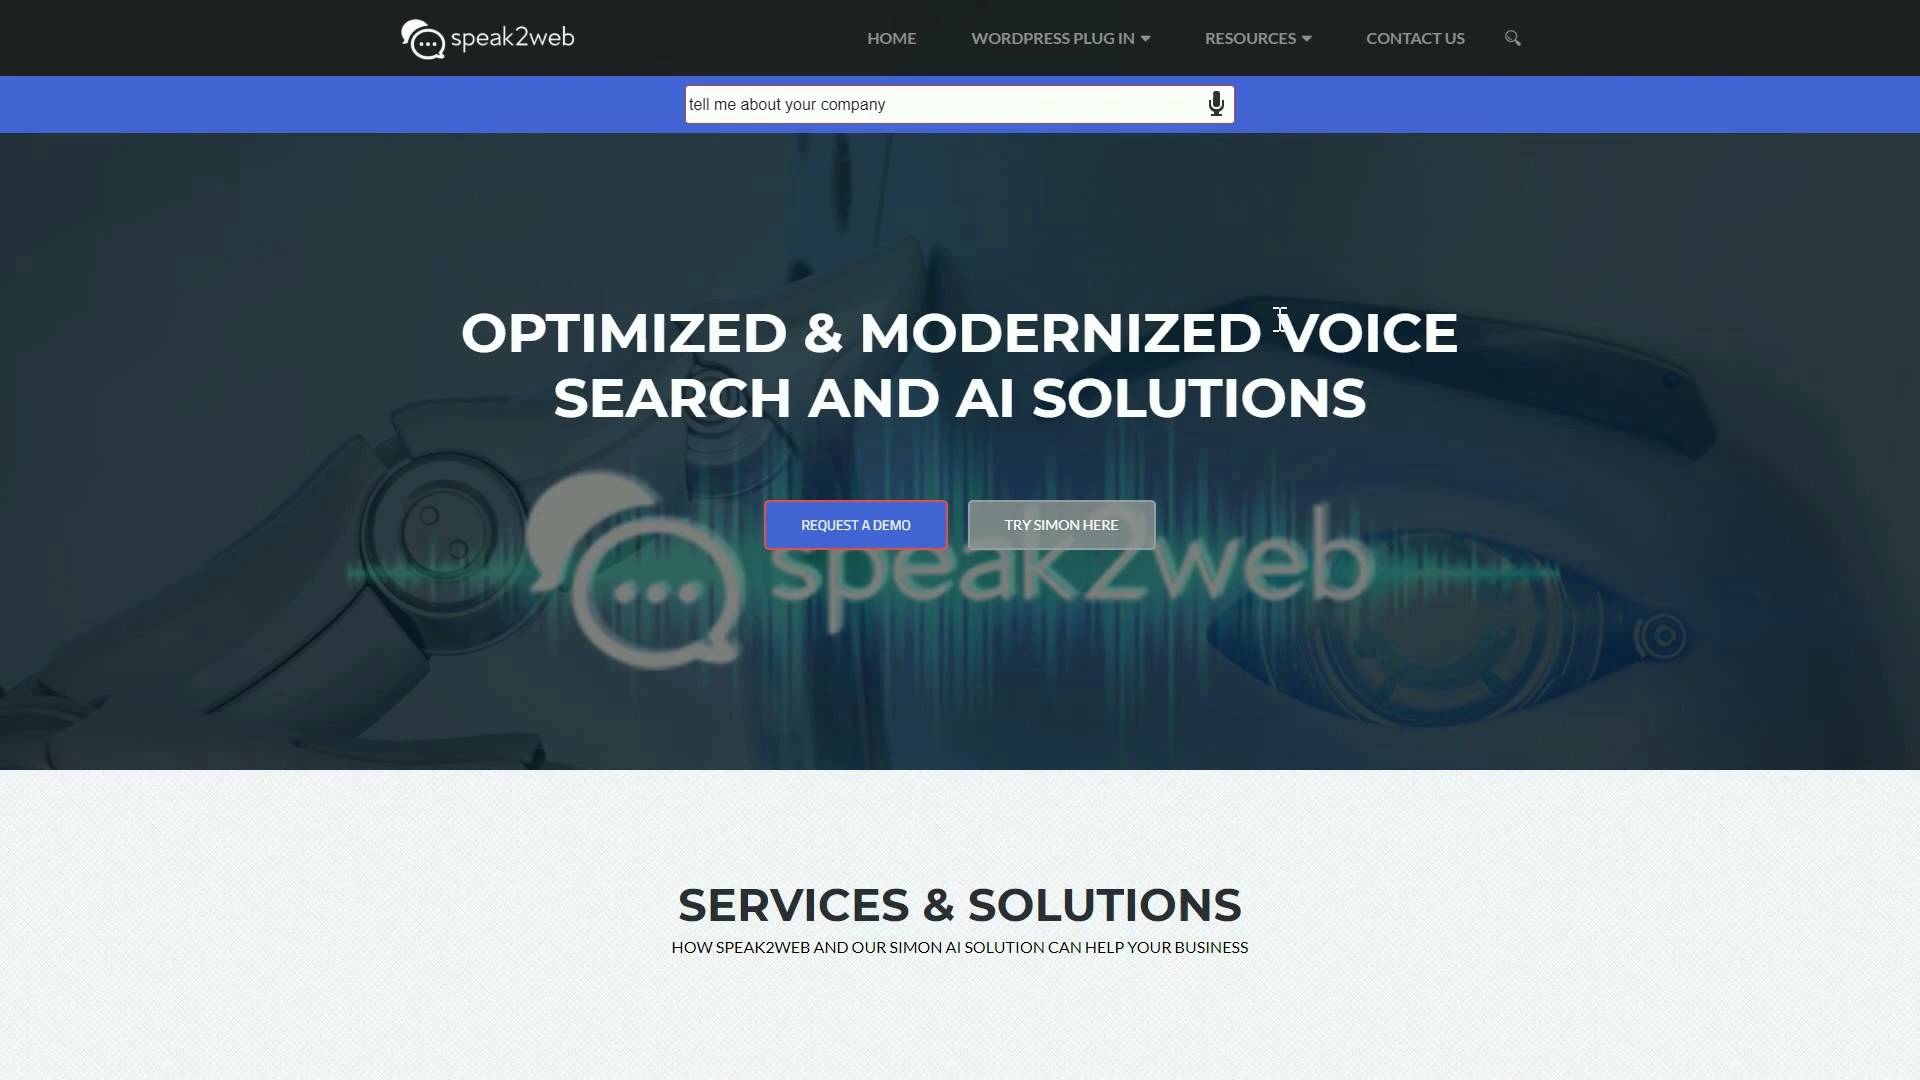 speak2web
HOME
WORDPRESS PLUG IN
RESOURCES
CONTACT US
tell me about your company
OPTIMIZED & MODERNIZED VOICE
SEARCH AND AI SOLUTIONS
REQUEST A DEMO
TRY SIMON HERE
speak2web
SERVICES & SOLUTIONS
HOW SPEAK2WEB AND OUR SIMON AI SOLUTION CAN HELP YOUR BUSINESS